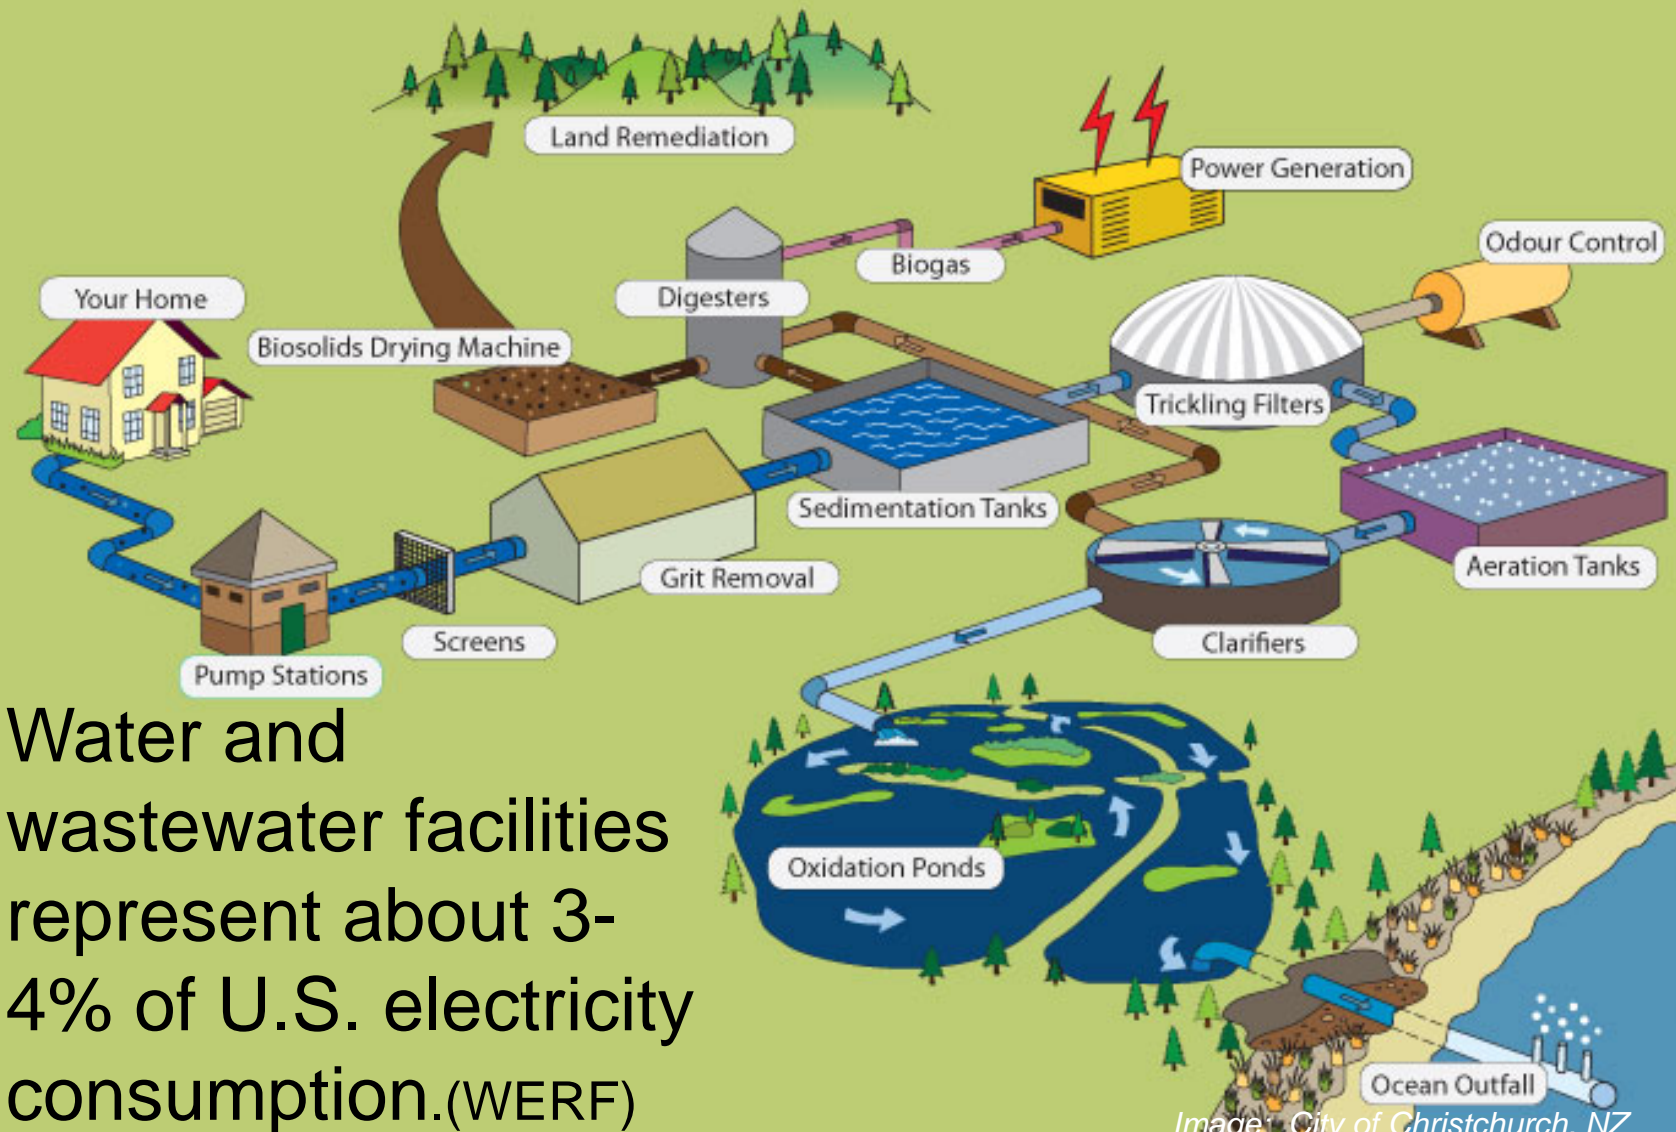 Land Remediation
Power Generation
Odour Control
Biogas
Your Home
Digesters
Biosolids Drying Machine
Trickling Filters
Sedimentation Tanks
Grit Removal
Aeration Tanks
Screens
Clarifiers
Pump Stations
Water and
wastewater facilities
represent about 3-
4% of U.S. electricity
consumption.(WERF)
Oxidation Ponds
Ocean Outfall
Image: City of Christchurch, NZ